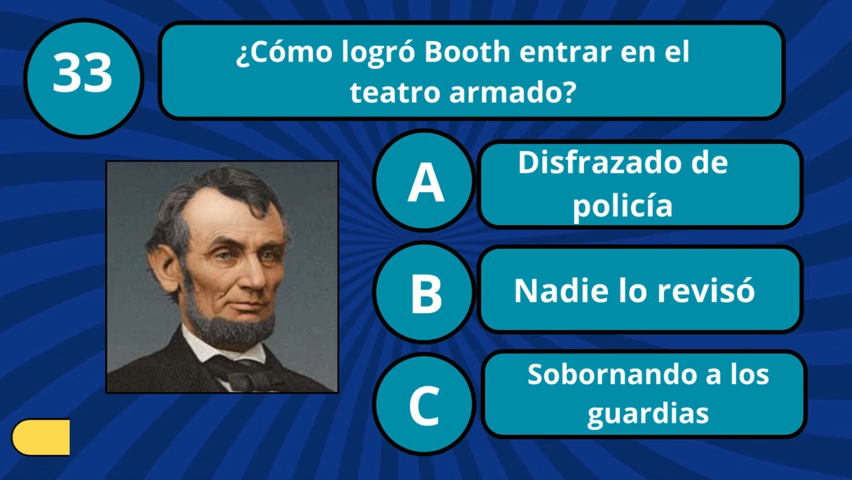 33
¿Cómo logró Booth entrar en el
teatro armado?
A
Disfrazado de
policía
B
Nadie lo revisó
C
Sobornando a los
guardias